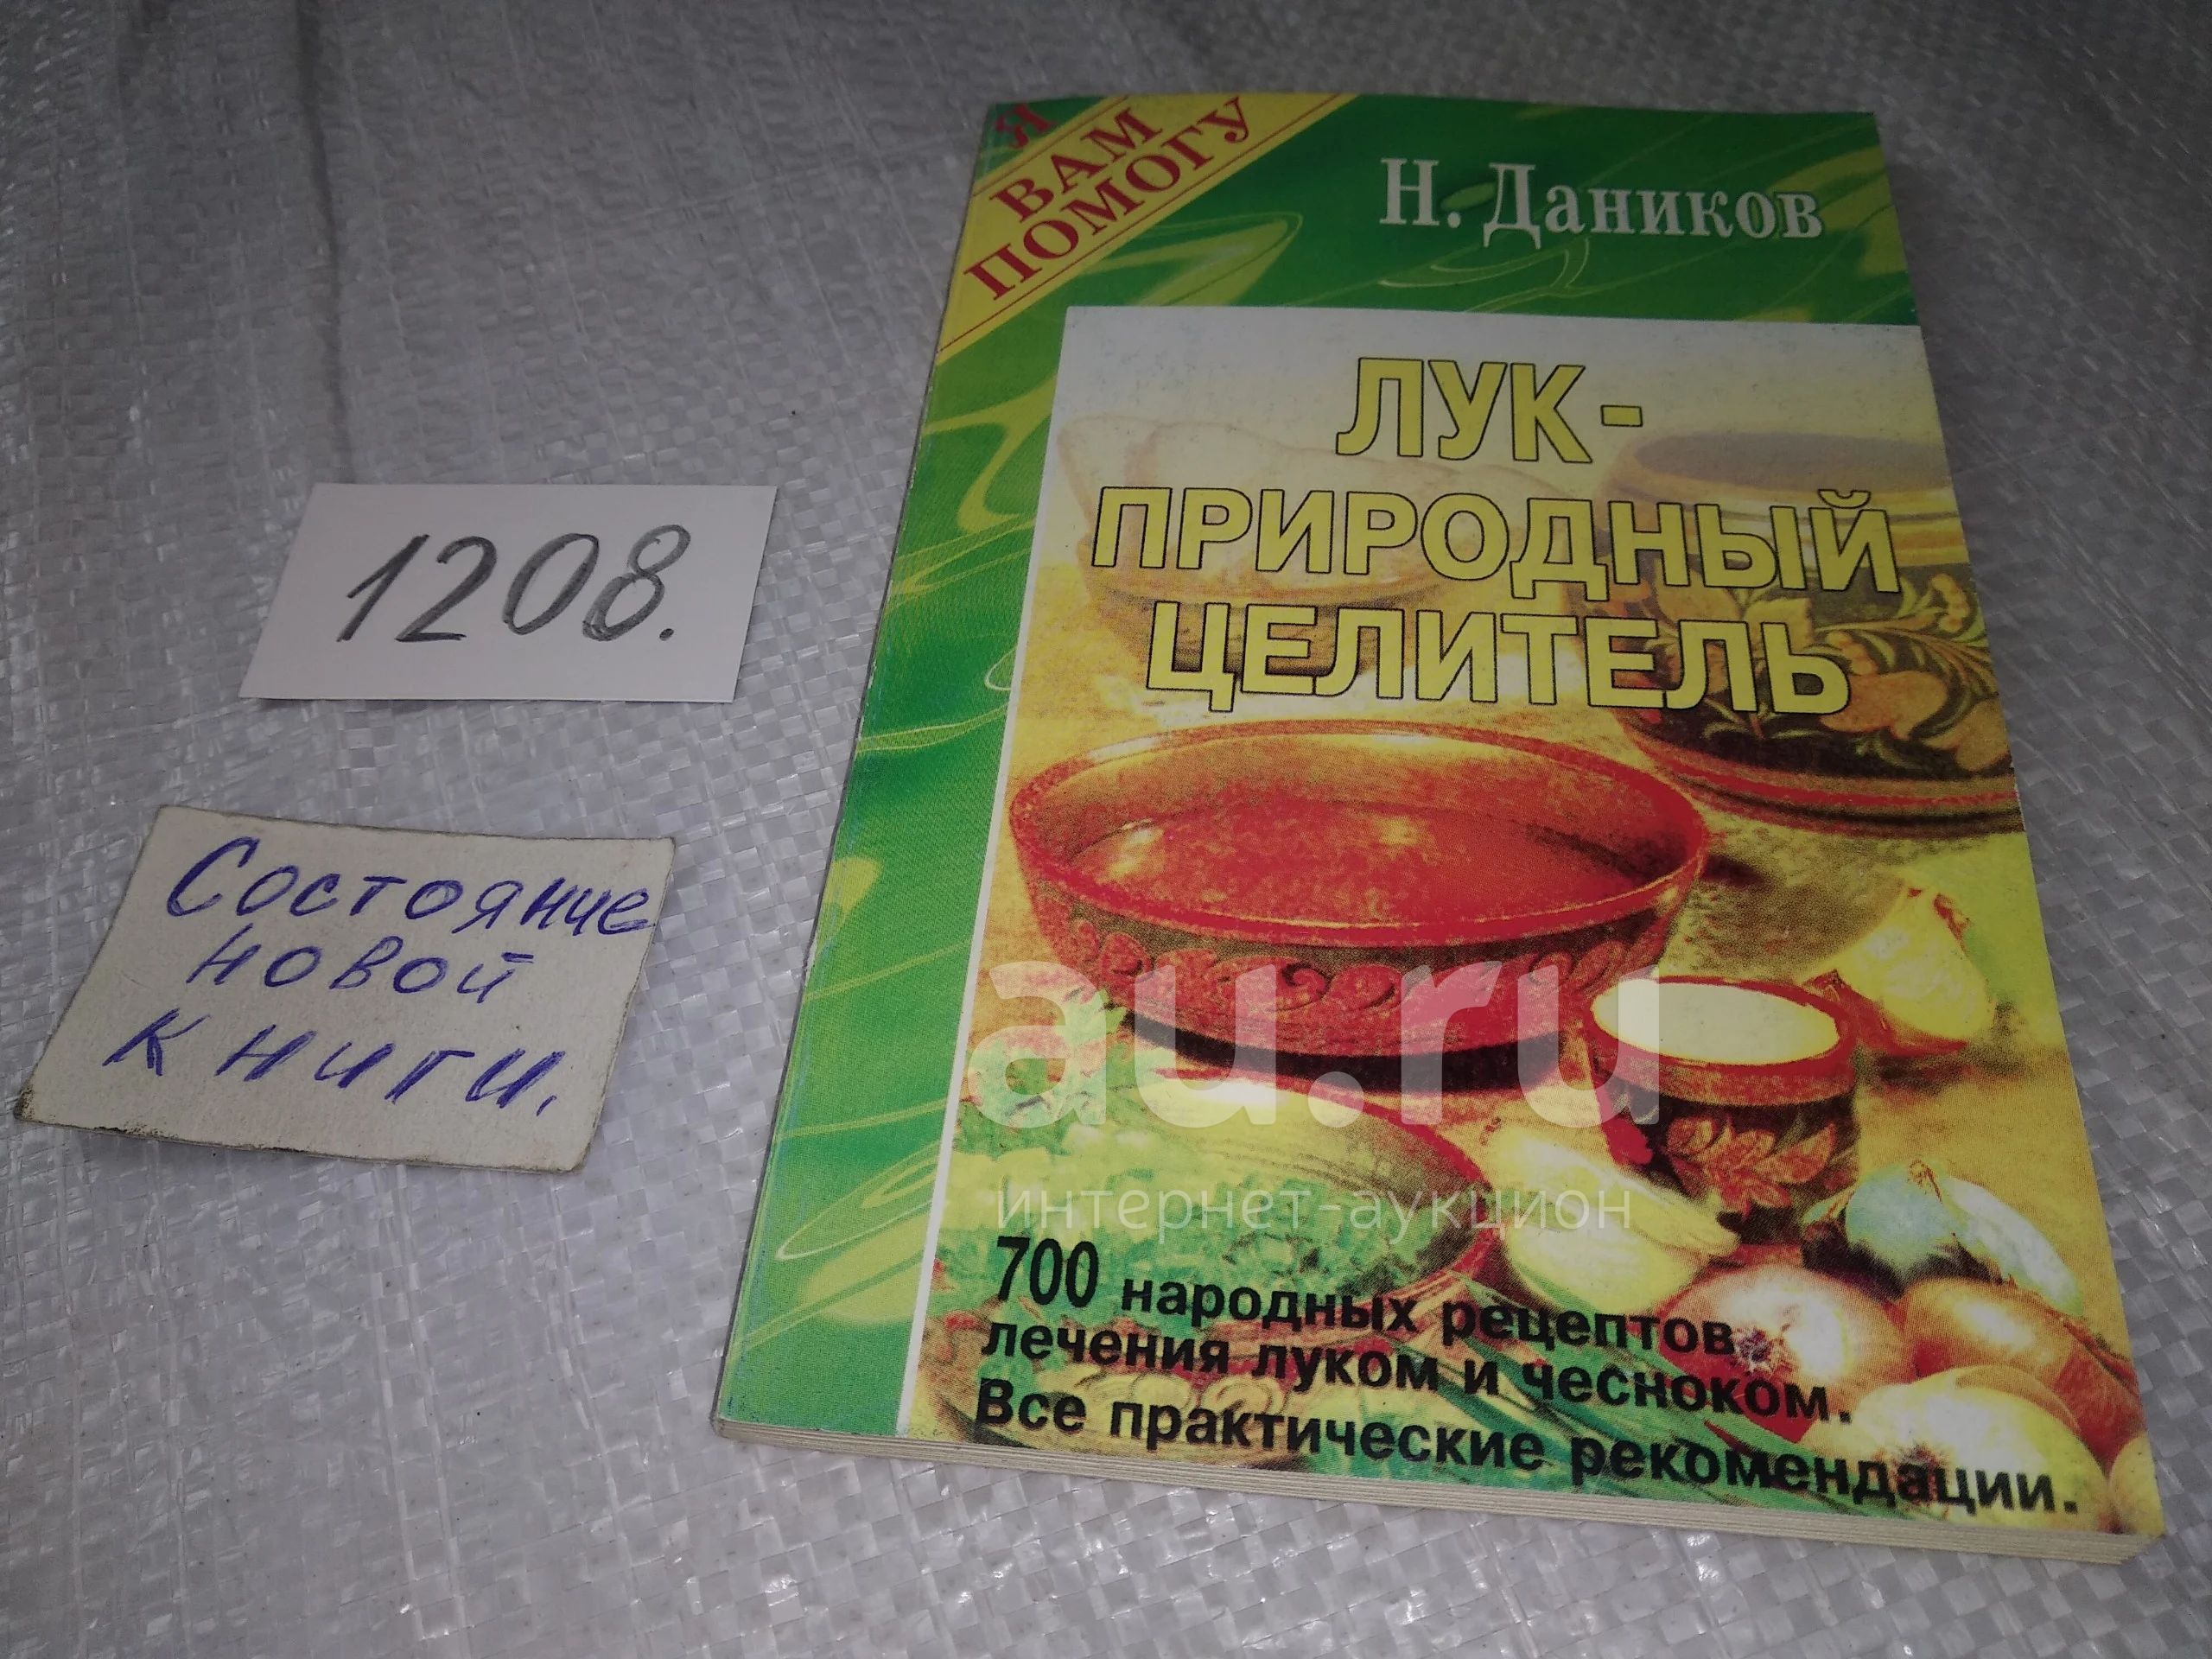 Я
ВАМ
ПОМОГУ
Н. Даников
ЛУК -
ПРИРОДНЫЙ
ЦЕЛИТЕЛЬ
1208.
Состояние
новой
книги.
au.ru
интернет-аукцион
700 народных рецептов
лечения луком и чесноком.
Все практические рекомендации.